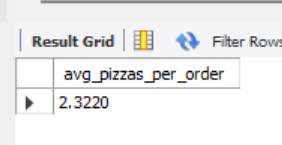 Result Grid Filter Rows
avg_pizzas_per_order
2.3220